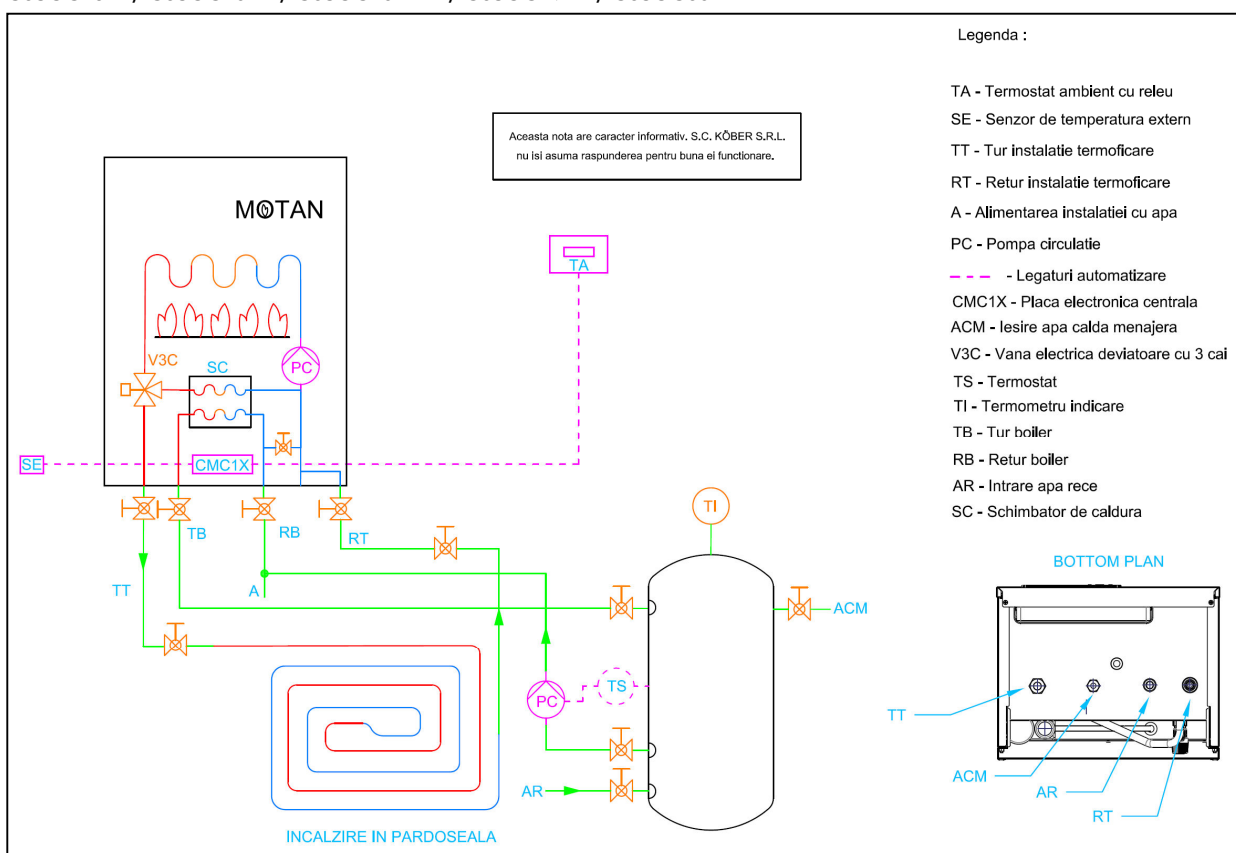 Legenda :
TA - Termostat ambient cu releu
SE - Senzor de temperatura extern
TT - Tur instalatie termoficare
RT - Retur instalatie termoficare
A - Alimentarea instalatiei cu apa
PC - Pompa circulatie
- Legaturi automatizare
CMC1X - Placa electronica centrala
ACM - Iesire apa calda menajera
V3C - Vana electrica deviatoare cu 3 cai
TS - Termostat
TI - Termometru indicare
TB - Tur boiler
RB - Retur boiler
AR - Intrare apa rece
SC - Schimbator de caldura
Aceasta nota are caracter informativ. S.C. KÖBER S.R.L.
nu isi asuma raspunderea pentru buna ei functionare.
MOTAN
TA
V3C
SC
PC
SE
CMC1X
TB
RB
RT
TI
TT
A
ACM
PC
TS
AR
INCALZIRE IN PARDOSEALA
BOTTOM PLAN
TT
ACM
AR
RT